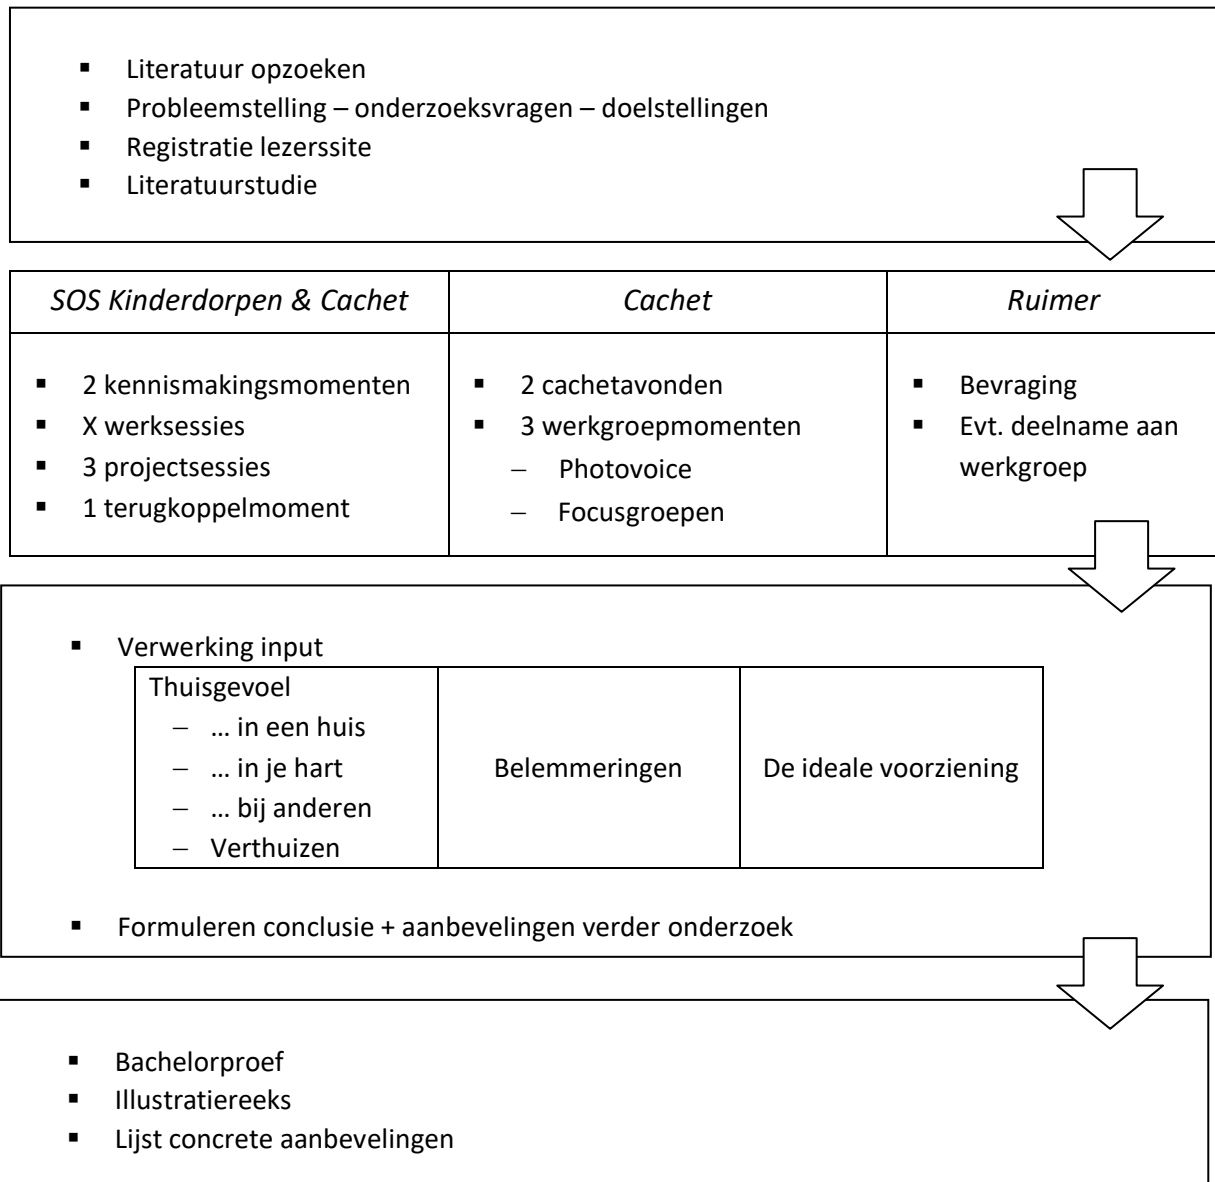 ▪ Literatuur opzoeken
▪ Probleemstelling – onderzoeksvragen – doelstellingen
▪ Registratie lezerssite
▪ Literatuurstudie
SOS Kinderdorpen & Cachet
▪ 2 kennismakingsmomenten
▪ X werksessies
▪ 3 projectsessies
▪ 1 terugkoppelmoment
Cachet
▪ 2 cachetavonden
▪ 3 werkgroepmomenten
– Photovoice
– Focusgroepen
Ruimer
▪ Bevraging
▪ Evt. deelname aan
werkgroep
▪ Verwerking input
Thuisgevoel
– … in een huis
– … in je hart
– … bij anderen
– Verthuizen
Belemmeringen
De ideale voorziening
▪ Formuleren conclusie + aanbevelingen verder onderzoek
▪ Bachelorproef
▪ Illustratiereeks
▪ Lijst concrete aanbevelingen